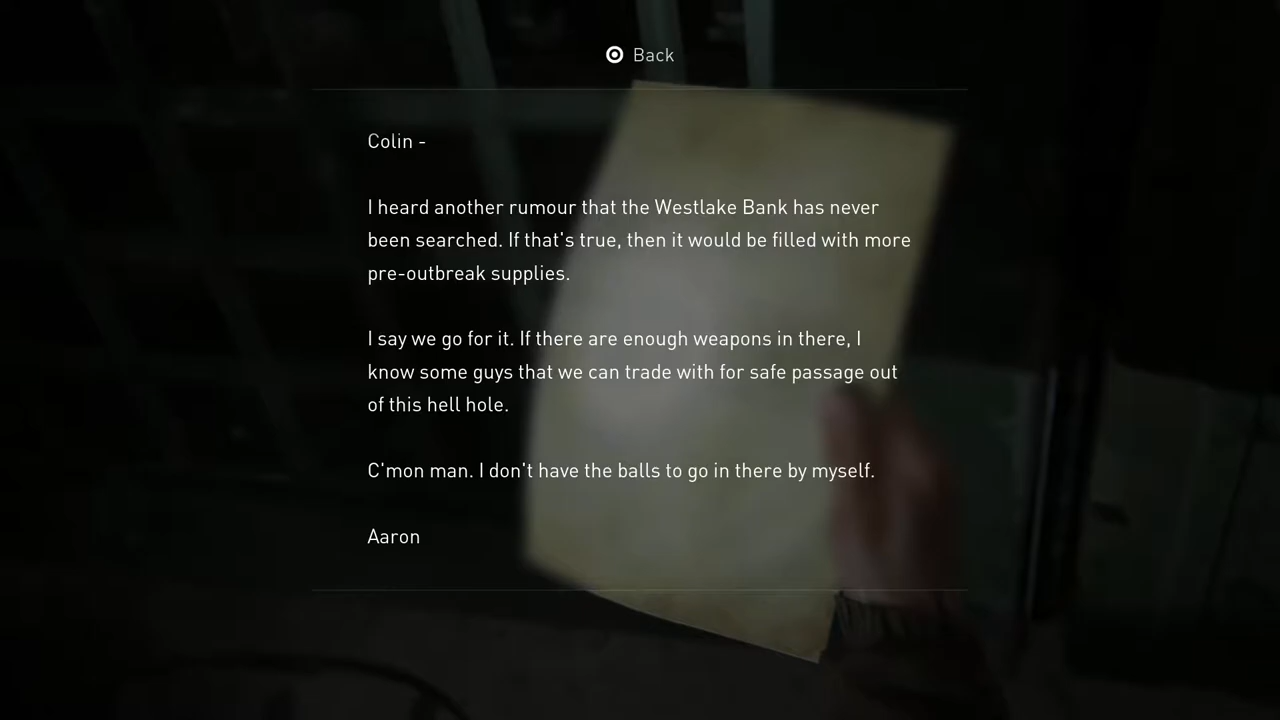 Back
Colin -
I heard another rumour that the Westlake Bank has never
been searched. If that's true, then it would be filled with more
pre-outbreak supplies.
I say we go for it. If there are enough weapons in there, I
know some guys that we can trade with for safe passage out
of this hell hole.
C'mon man. I don't have the balls to go in there by myself.
Aaron